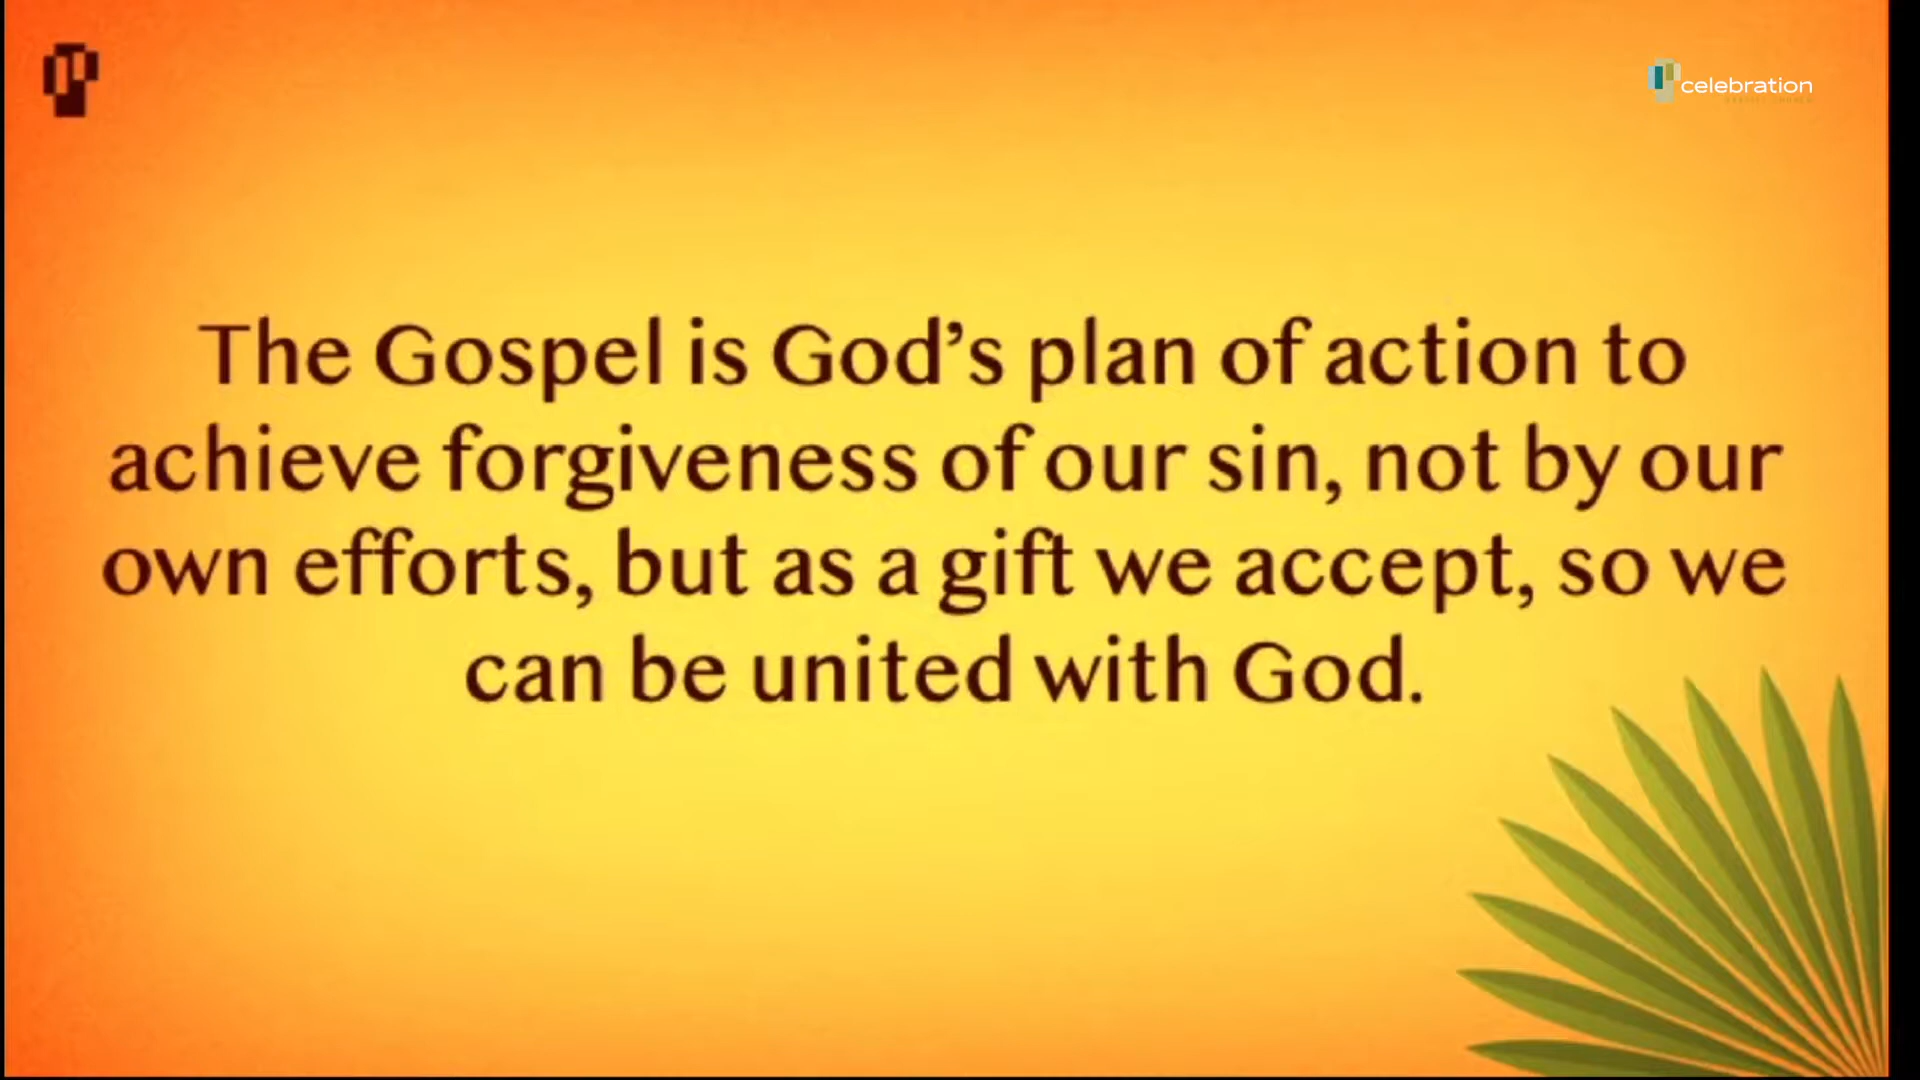 celebration
The Gospel is God’s plan of action to
achieve forgiveness of our sin, not by our
own efforts, but as a gift we accept, so we
can be united with God.